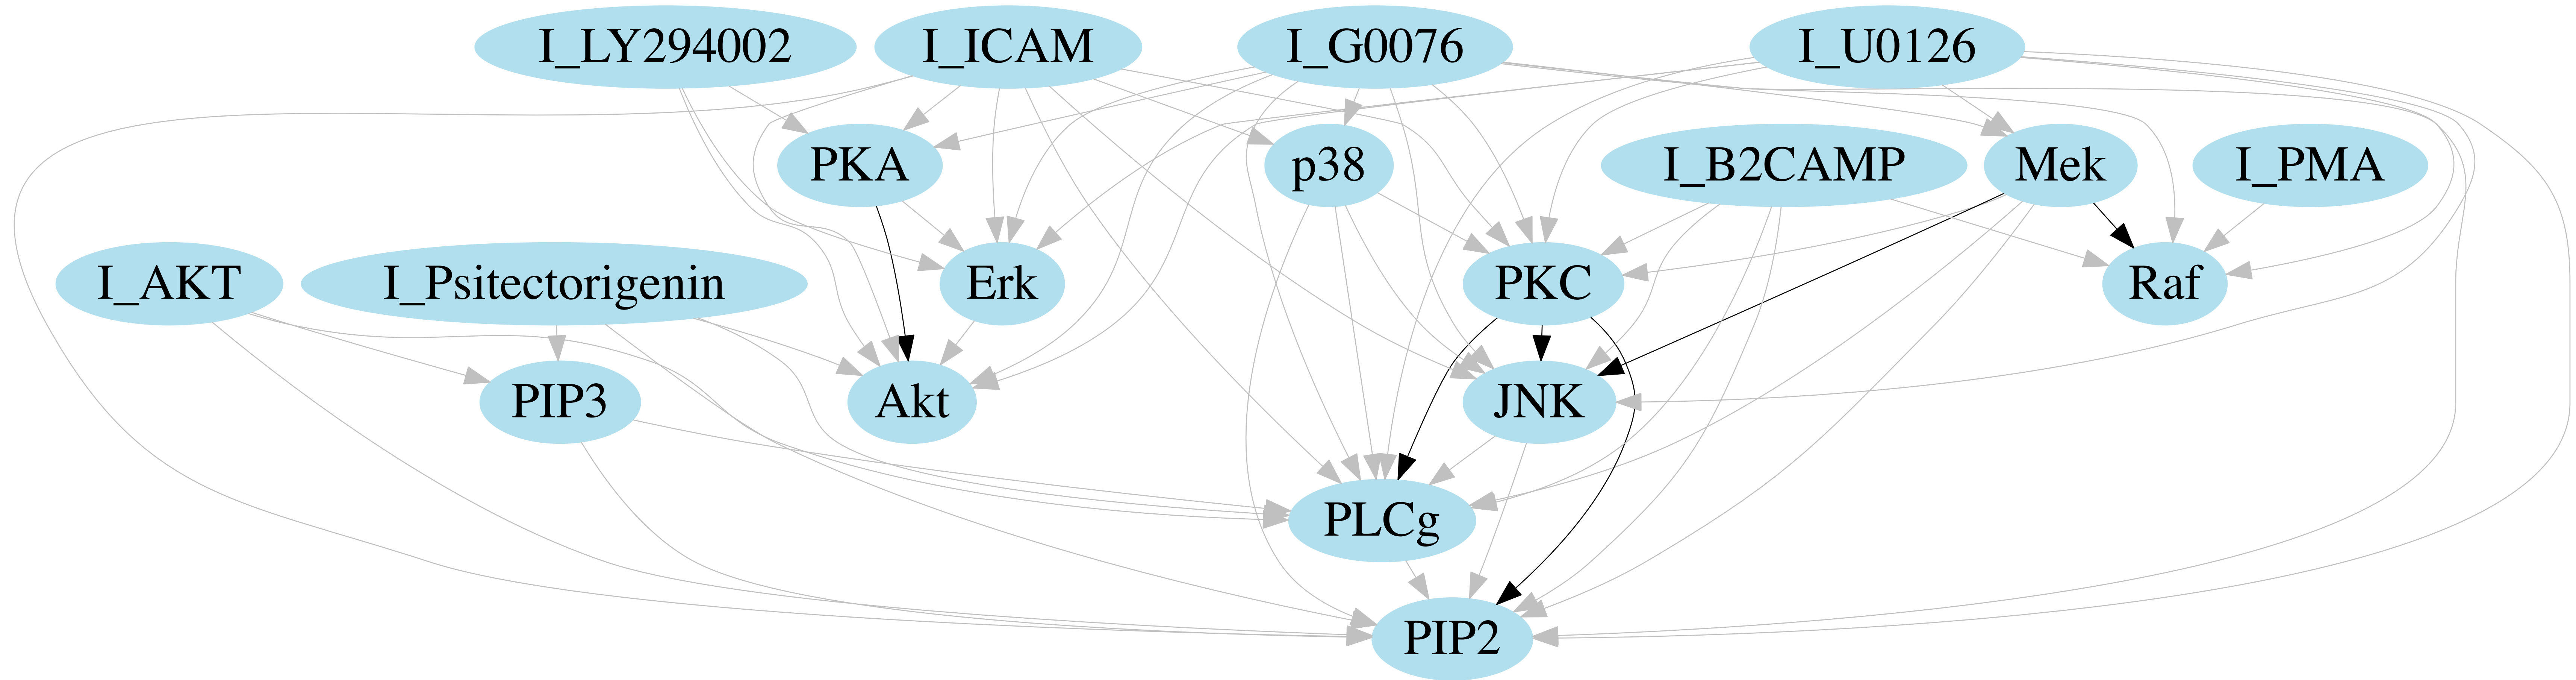 I_LY294002
I_ICAM
I_G0076
I_U0126
PKA
p38
I_B2CAMP
Mek
I_PMA
I_AKT
I_Psitectorigenin
Erk
PKC
Raf
PIP3
Akt
JNK
PLCg
PIP2